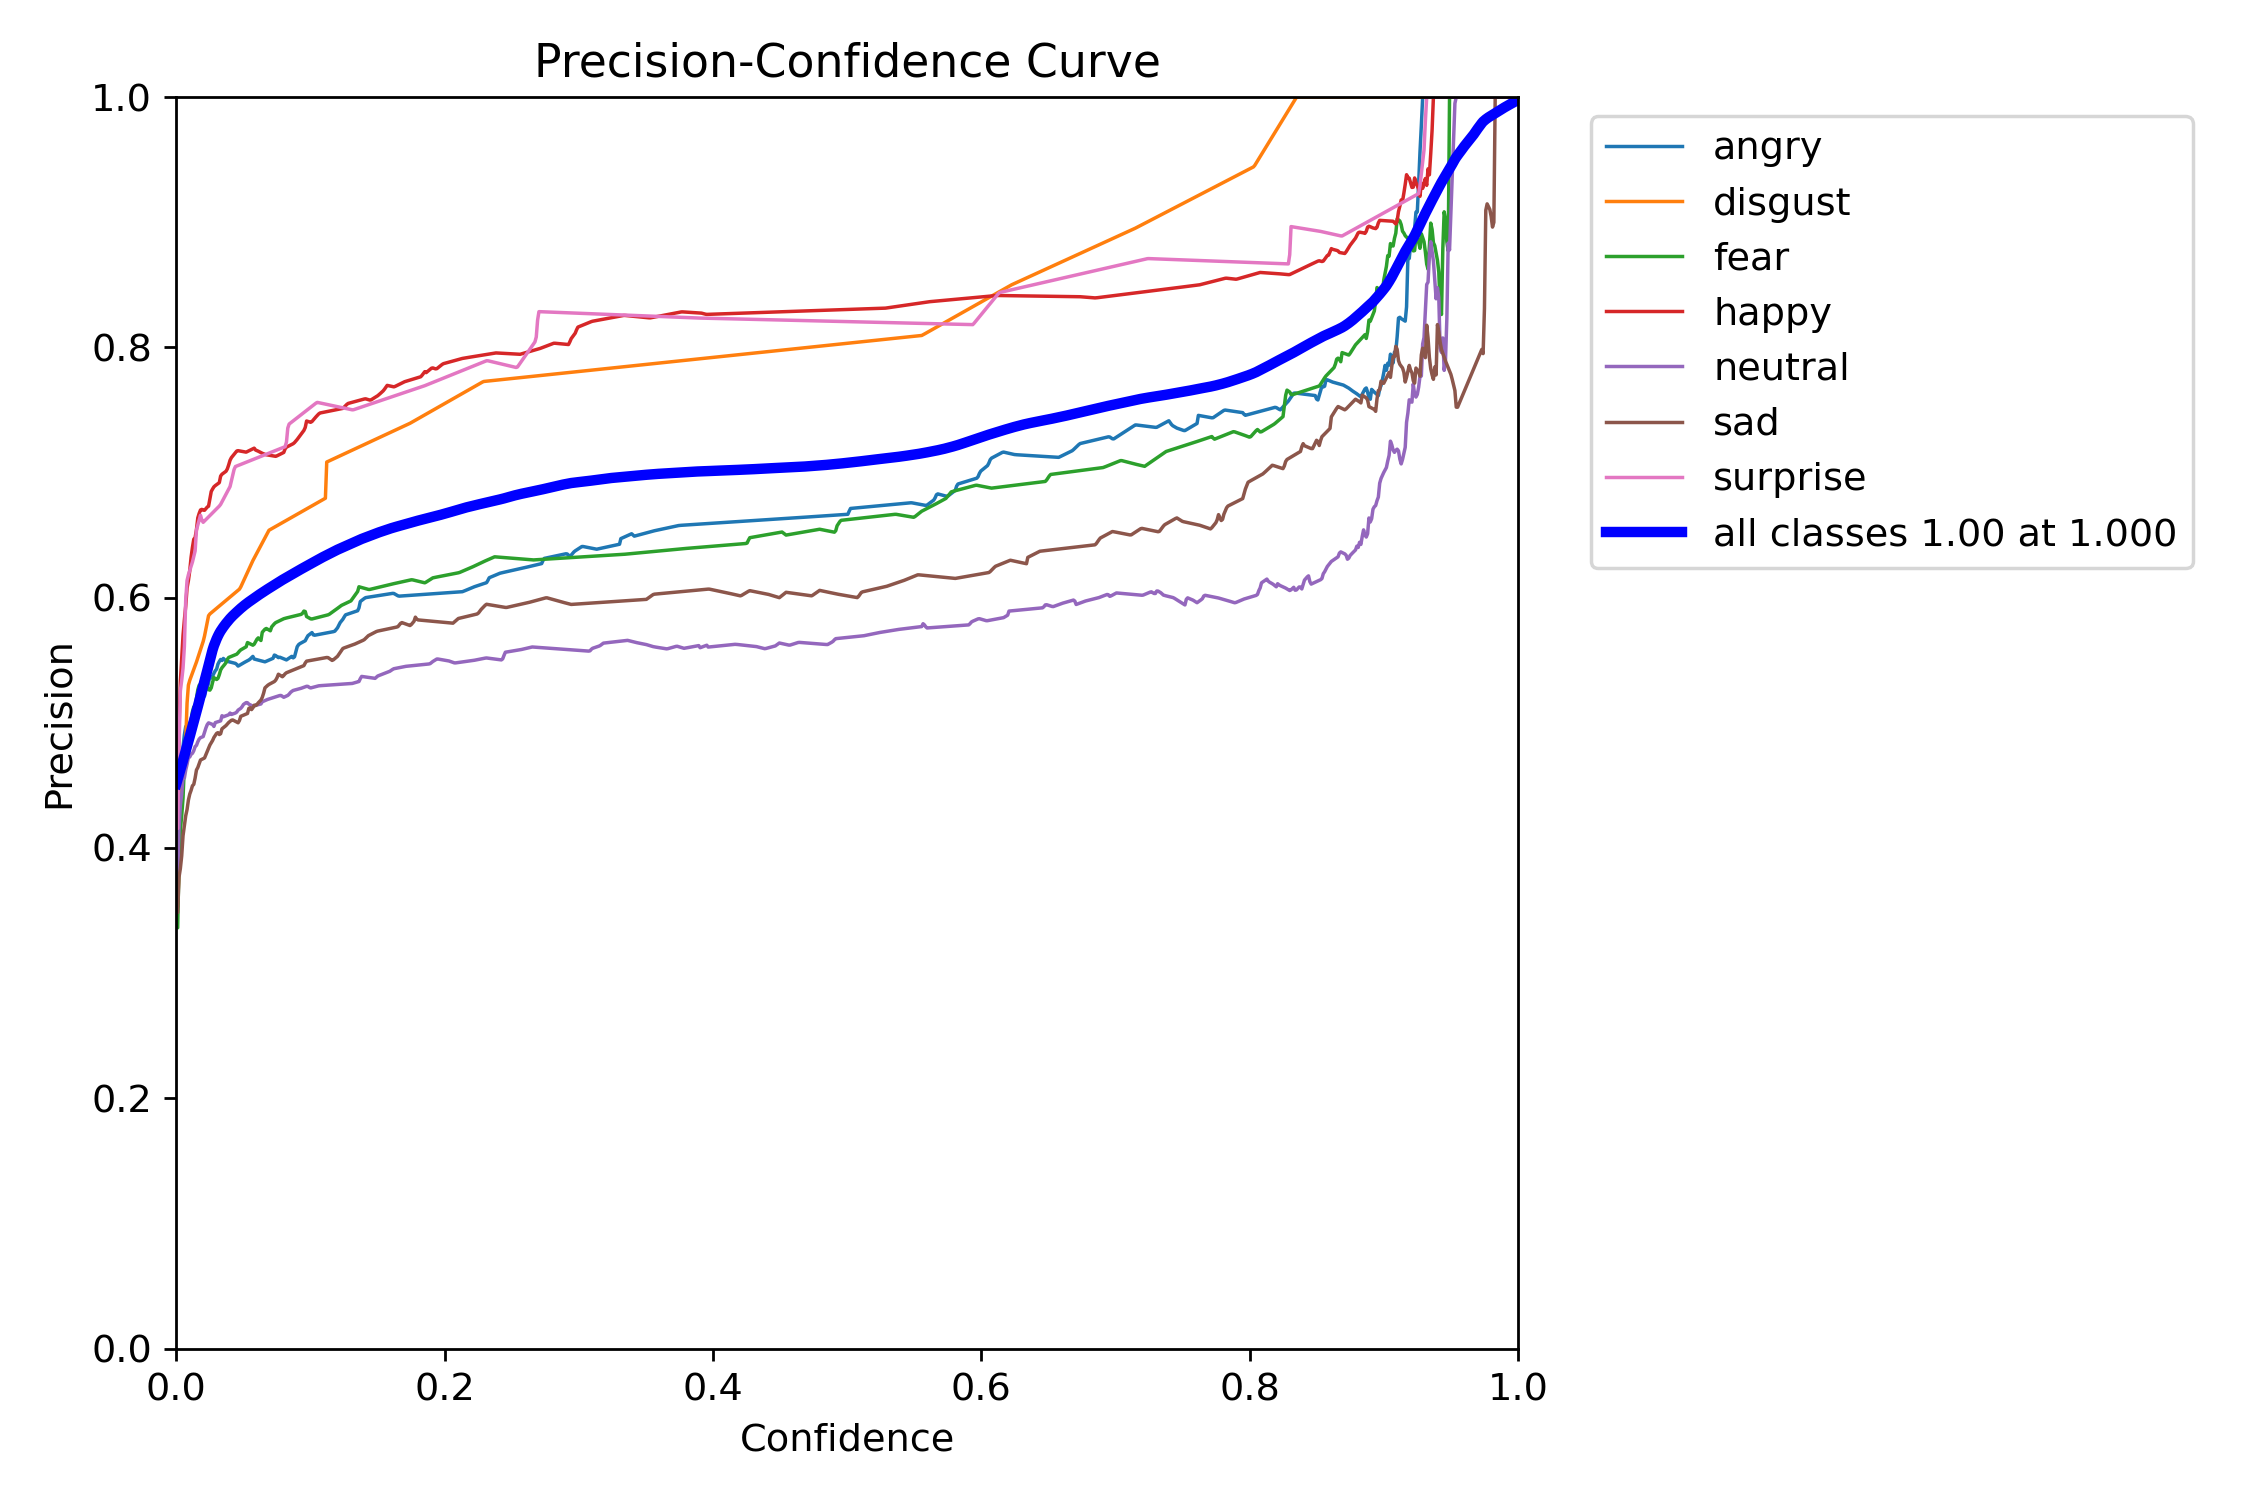 Precision-Confidence Curve
1.0
0.8
0.6
0.4
0.2
0.0
Precision
0.0 0.2 0.4 0.6 0.8 1.0
Confidence
angry
disgust
fear
happy
neutral
sad
surprise
all classes 1.00 at 1.000